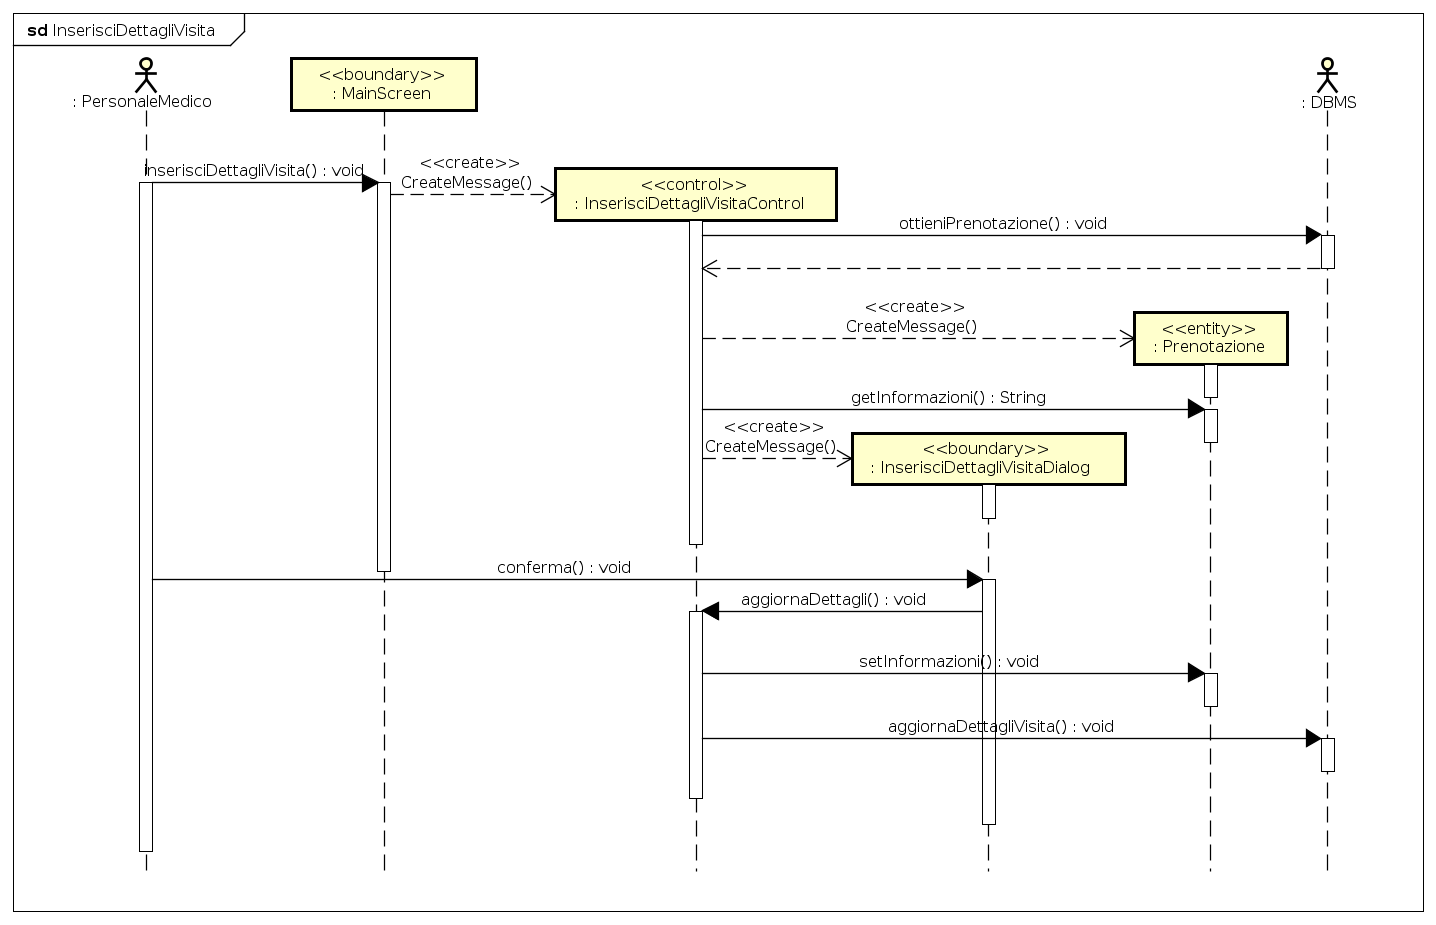 sd InserisciDettagliVisita
: PersonaleMedico
<<boundary>>
: MainScreen
: DBMS
inserisciDettagliVisita() : void
<<create>>
CreateMessage()
<<control>>
: InserisciDettagliVisitaControl
ottieniPrenotazione() : void
<<create>>
CreateMessage()
<<entity>>
: Prenotazione
getInformazioni() : String
<<create>>
CreateMessage()
<<boundary>>
: InserisciDettagliVisitaDialog
conferma() : void
aggiornaDettagli() : void
setInformazioni() : void
aggiornaDettagliVisita() : void